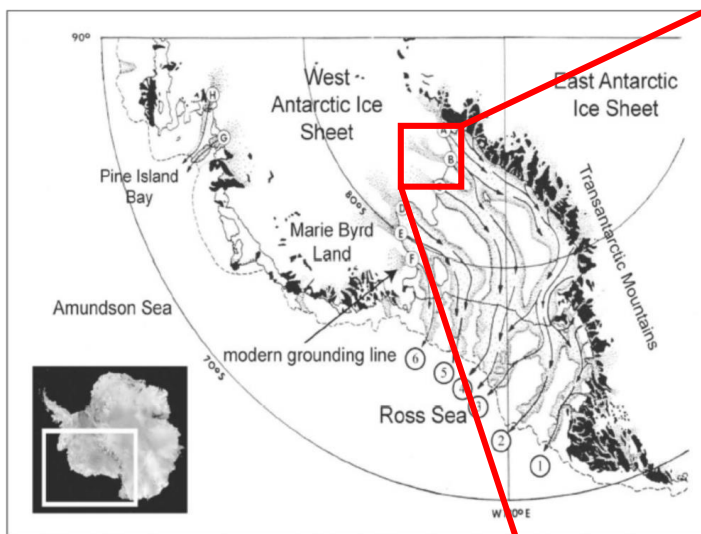 90°
West
Antarctic Ice
Sheet
East Antarctic
Ice Sheet
H
G
A
B
Pine Island
Bay
80°S
D
E
F
Marie Byrd
Land
Transantarctic Mountains
Amundson Sea
modern grounding line
70°S
6
5
4
3
2
1
Ross Sea